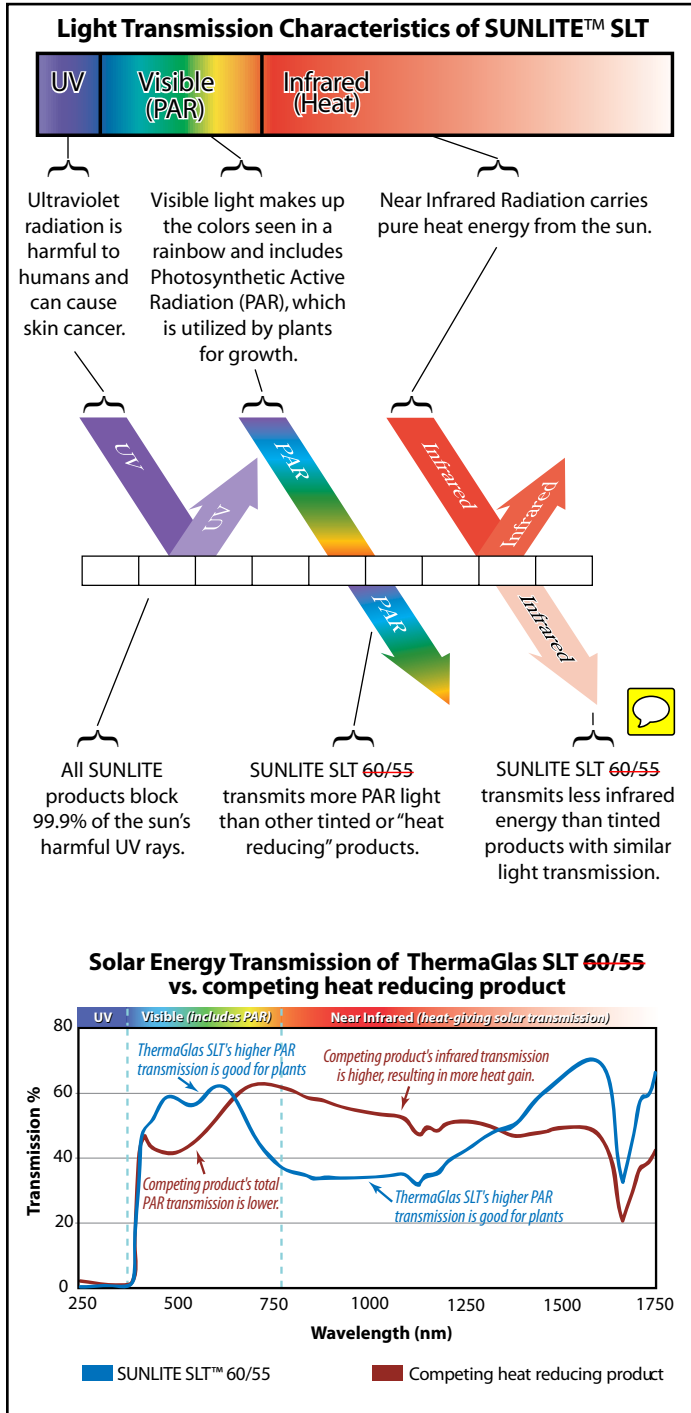 Light Transmission Characteristics of SUNLITE™ SLT
UV
Visible
(PAR)
Infrared
(Heat)
Ultraviolet
radiation is
harmful to
humans and
can cause
skin cancer.
Visible light makes up
the colors seen in a
rainbow and includes
Photosynthetic Active
Radiation (PAR), which
is utilized by plants
for growth.
Near Infrared Radiation carries
pure heat energy from the sun.
UV
UV
PAR
PAR
Infrared
Infrared
Infrared
All SUNLITE
products block
99.9% of the sun's
harmful UV rays.
SUNLITE SLT 60/55
transmits more PAR light
than other tinted or "heat
reducing" products.
SUNLITE SLT 60/55
transmits less infrared
energy than tinted
products with similar
light transmission.
Solar Energy Transmission of ThermaGlas SLT 60/55
vs. competing heat reducing product
UV
Visible (includes PAR)
Near Infrared (heat-giving solar transmission)
Transmission %
80
60
40
20
0
ThermaGlas SLT's higher PAR
transmission is good for plants
Competing product's infrared transmission
is higher, resulting in more heat gain.
Competing product's total
PAR transmission is lower.
ThermaGlas SLT's higher PAR
transmission is good for plants
250 500 750 1000 1250 1500 1750
Wavelength (nm)
SUNLITE SLT™ 60/55
Competing heat reducing product